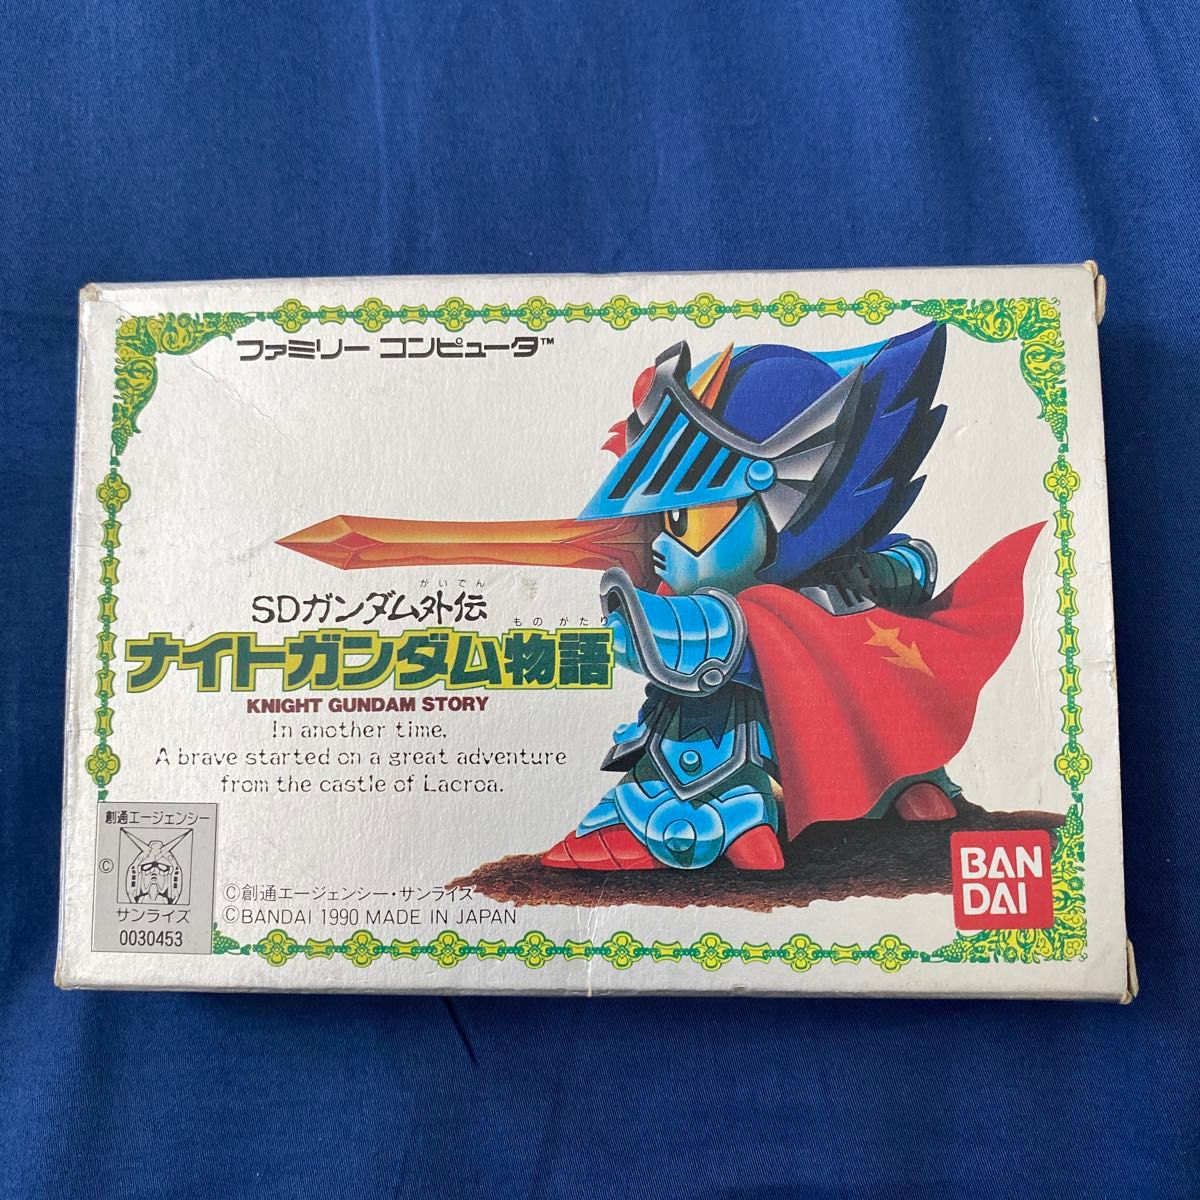 ファミリー コンピュータ™
がいでん
SDガンダム外伝
ものがたり
ナイトガンダム物語
KNIGHT GUNDAM STORY
In another time,
A brave started on a great adventure
from the castle of Lacroa.
創通エージェンシー
©
サンライズ
0030453
©創通エージェンシー・サンライズ
©BANDAI 1990 MADE IN JAPAN
BAN
DAI